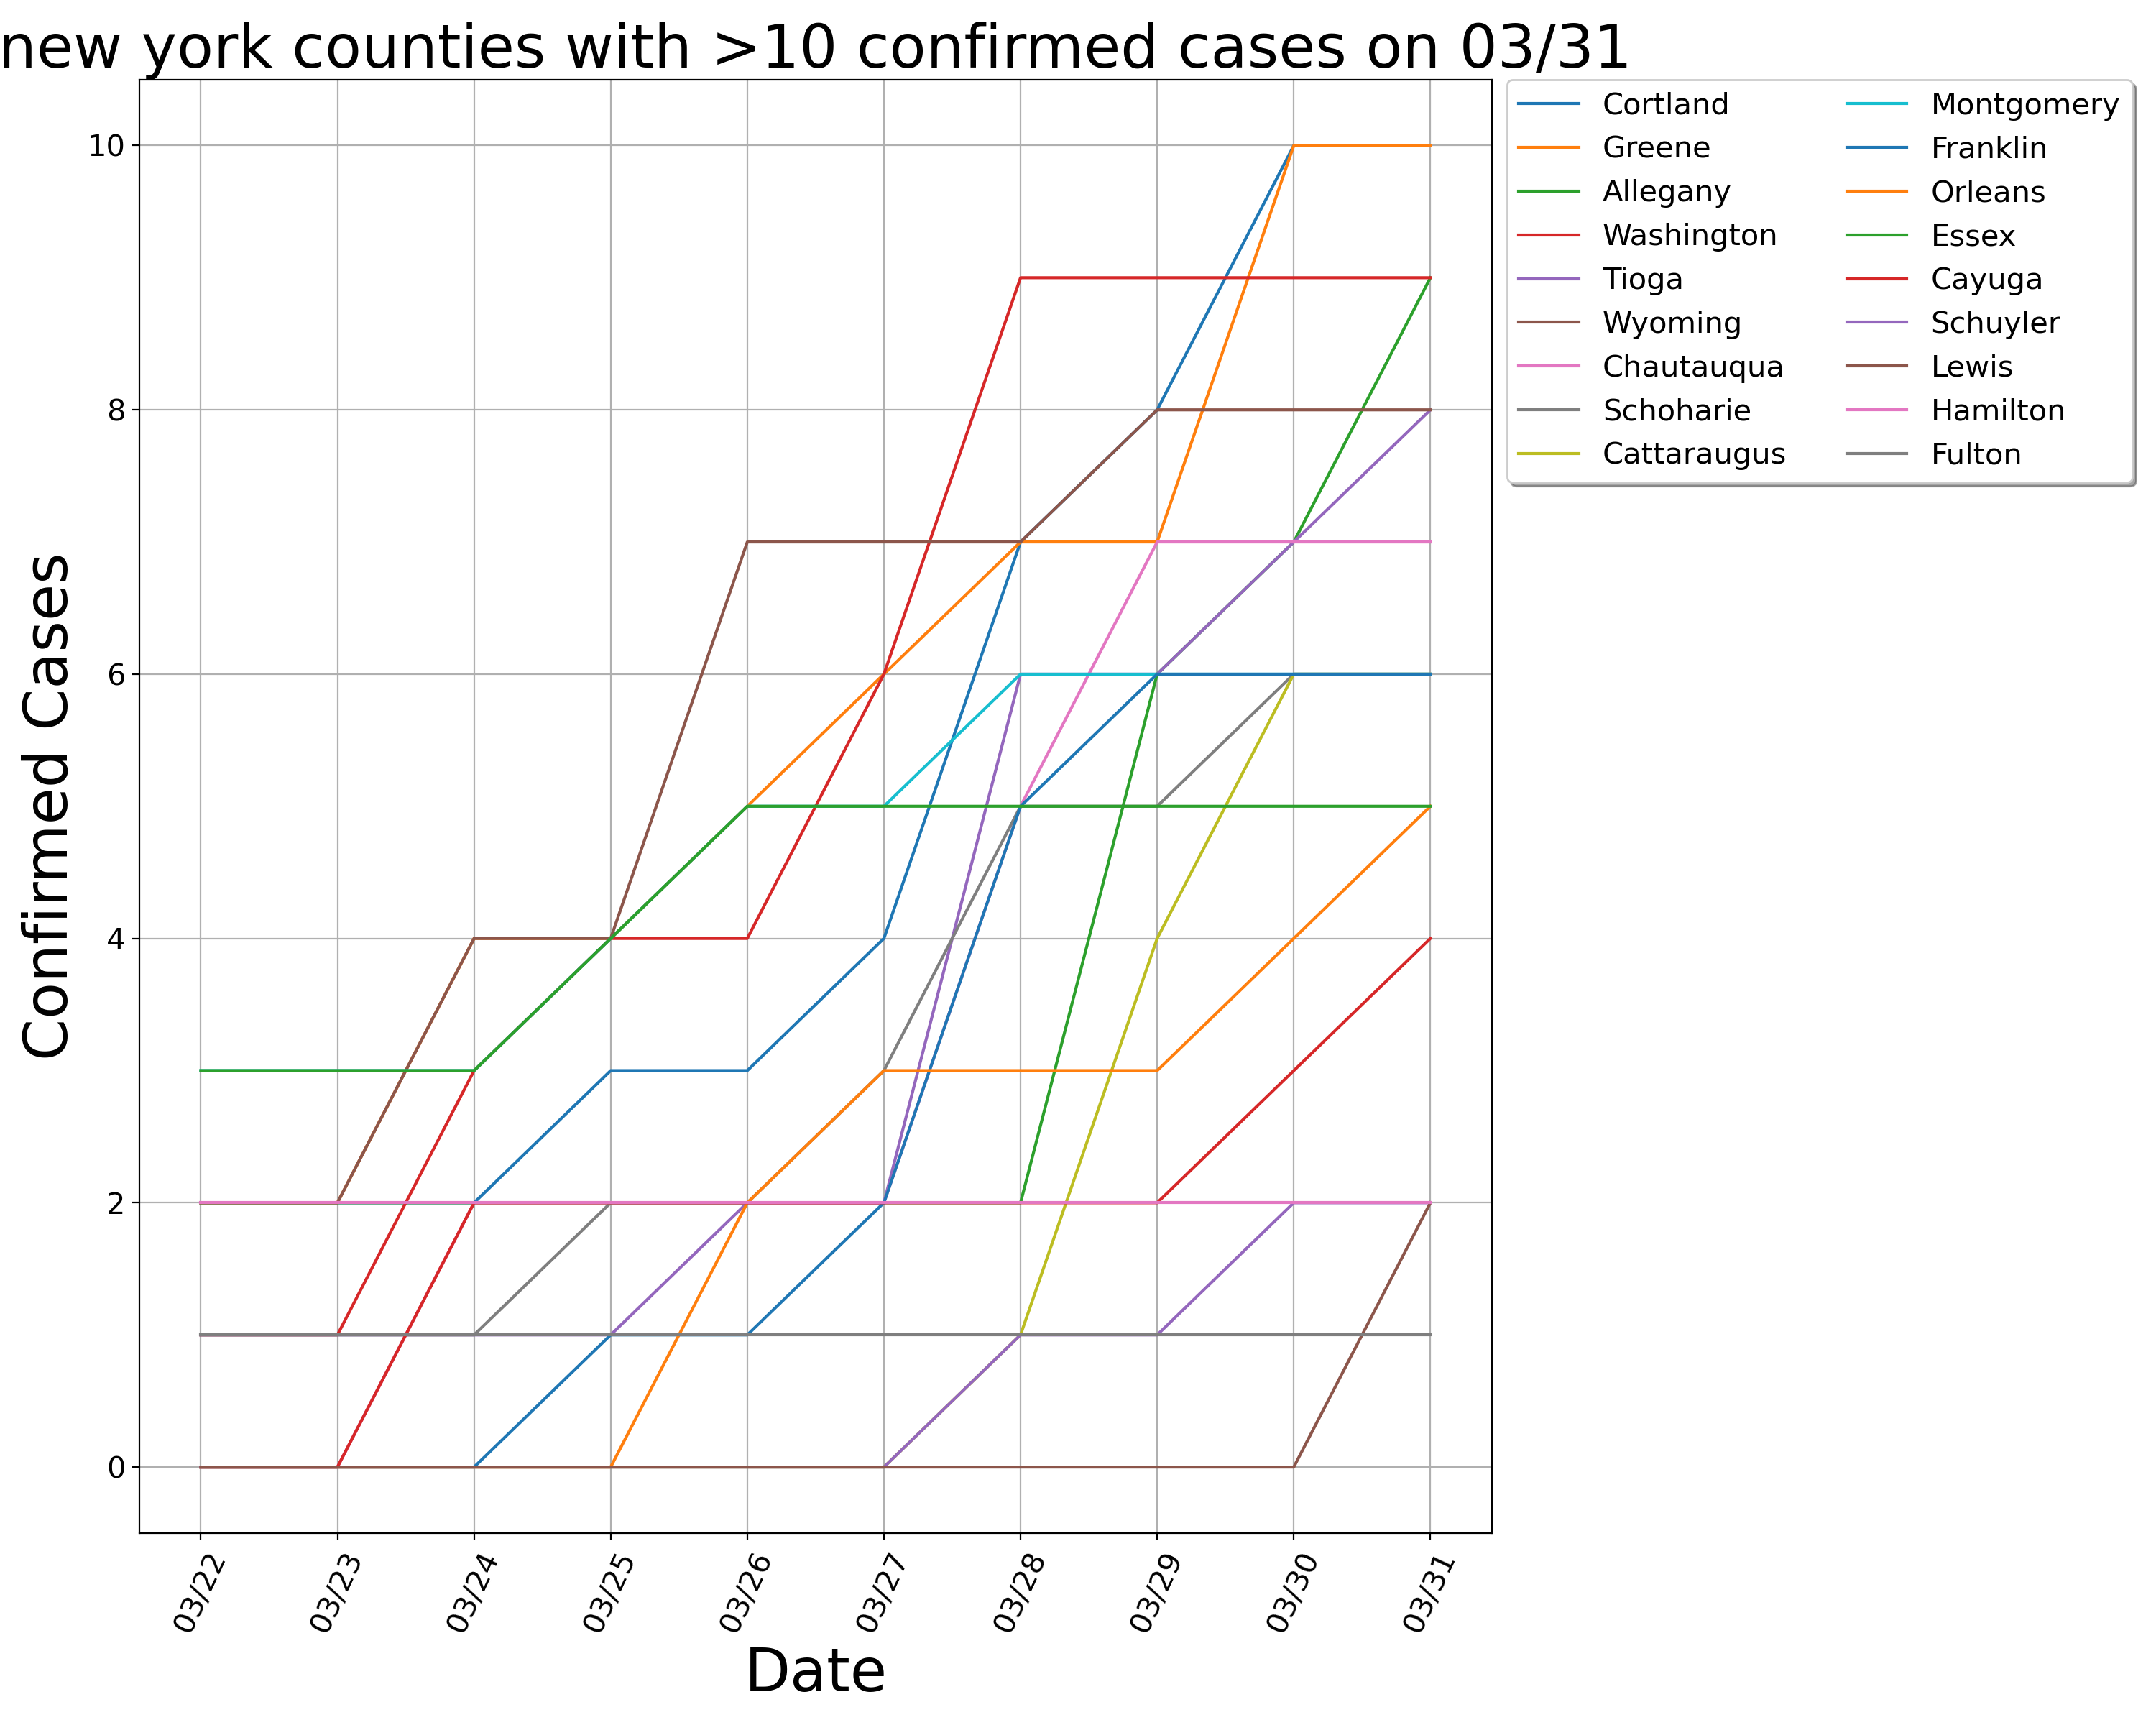 new york counties with >10 confirmed cases on 03/31
Cortland
Greene
Allegany
Washington
Tioga
Wyoming
Chautauqua
Schoharie
Cattaraugus
Montgomery
Franklin
Orleans
Essex
Cayuga
Schuyler
Lewis
Hamilton
Fulton
Confirmed Cases
10
8
6
4
2
0
03/22
03/23
03/24
03/25
03/26
03/27
03/28
03/29
03/30
03/31
Date